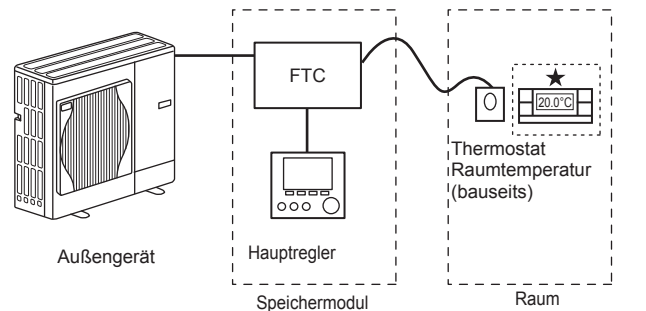 FTC
20.0°C
Thermostat
Raumtemperatur
(bauseits)
Außengerät
Hauptregler
Speichermodul
Raum